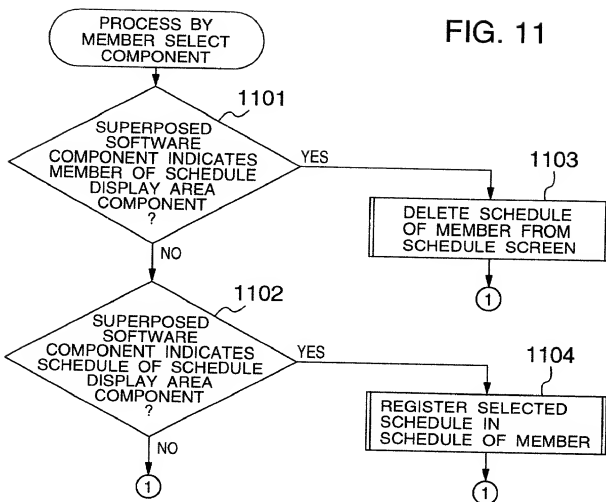 PROCESS BY
MEMBER SELECT
COMPONENT
FIG. 11
1101
SUPERPOSED
SOFTWARE
COMPONENT INDICATES
MEMBER OF SCHEDULE
DISPLAY AREA
COMPONENT
?
YES
NO
1103
DELETE SCHEDULE
OF MEMBER FROM
SCHEDULE SCREEN
1
1102
SUPERPOSED
SOFTWARE
COMPONENT INDICATES
SCHEDULE OF SCHEDULE
DISPLAY AREA
COMPONENT
?
YES
NO
1
1104
REGISTER SELECTED
SCHEDULE IN
SCHEDULE OF MEMBER
1